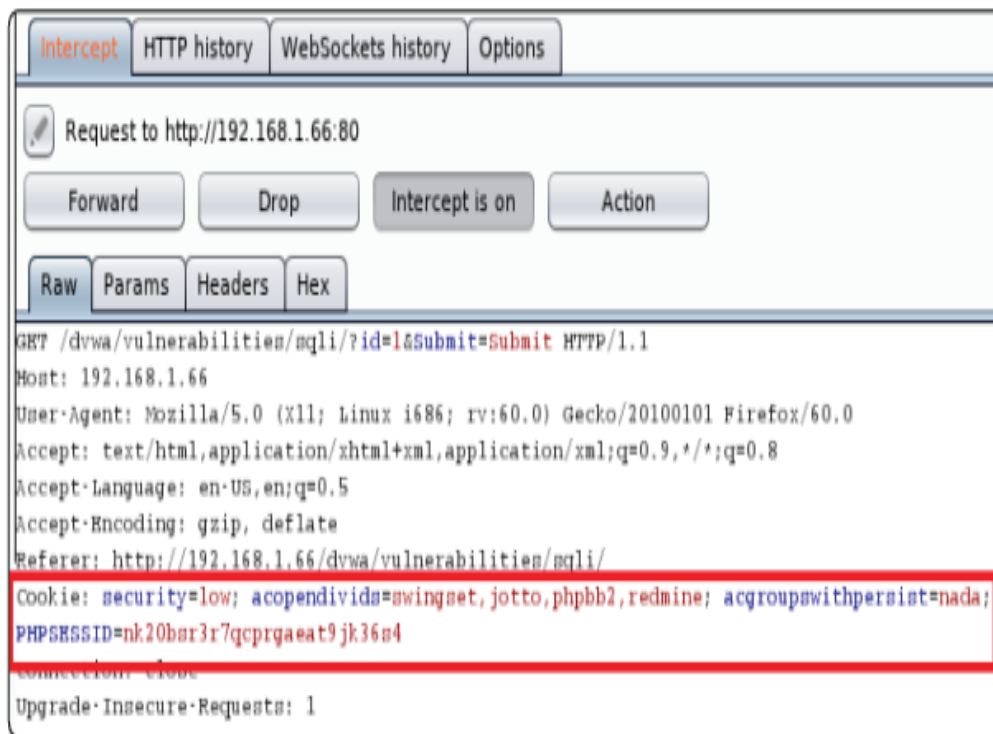 Intercept HTTP history WebSockets history Options
Request to http://192.168.1.66:80
Forward Drop Intercept is on Action
Raw Params Headers Hex
GET /dvwa/vulnerabilities/sqli/?id=1&Submit=Submit HTTP/1.1
Host: 192.168.1.66
User-Agent: Mozilla/5.0 (X11; Linux i686; rv:60.0) Gecko/20100101 Firefox/60.0
Accept: text/html,application/xhtml+xml,application/xml;q=0.9,*/*;q=0.8
Accept-Language: en-US,en;q=0.5
Accept-Encoding: gzip, deflate
Referer: http://192.168.1.66/dvwa/vulnerabilities/sqli/
Cookie: security=low; acopendivids=swingset,jotto,phpbb2,redmine; acgroupswithpersist=nada;
PHPSESSID=nk20bsr3r7qcprgaeat9jk36s4
Connection: close
Upgrade-Insecure-Requests: 1